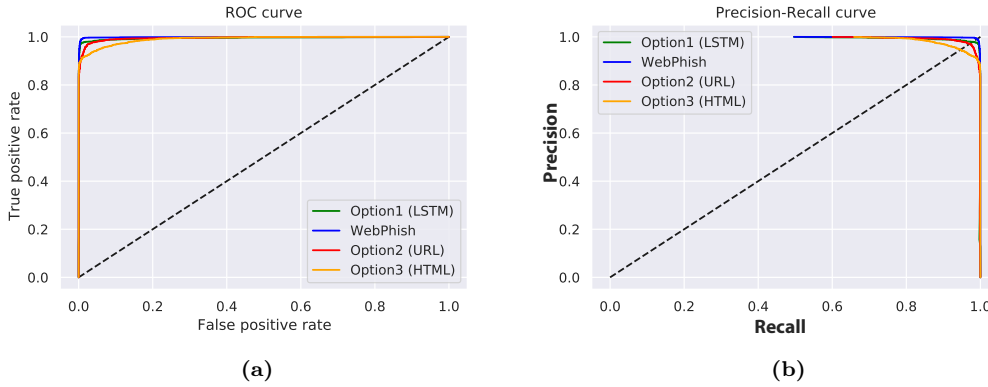 ROC curve
1.0
0.8
0.6
0.4
0.2
0.0
True positive rate
Option1 (LSTM)
WebPhish
Option2 (URL)
Option3 (HTML)
0.0 0.2 0.4 0.6 0.8 1.0
False positive rate
(a)
Precision-Recall curve
1.0
0.8
0.6
0.4
0.2
0.0
Precision
Option1 (LSTM)
WebPhish
Option2 (URL)
Option3 (HTML)
0.0 0.2 0.4 0.6 0.8 1.0
Recall
(b)